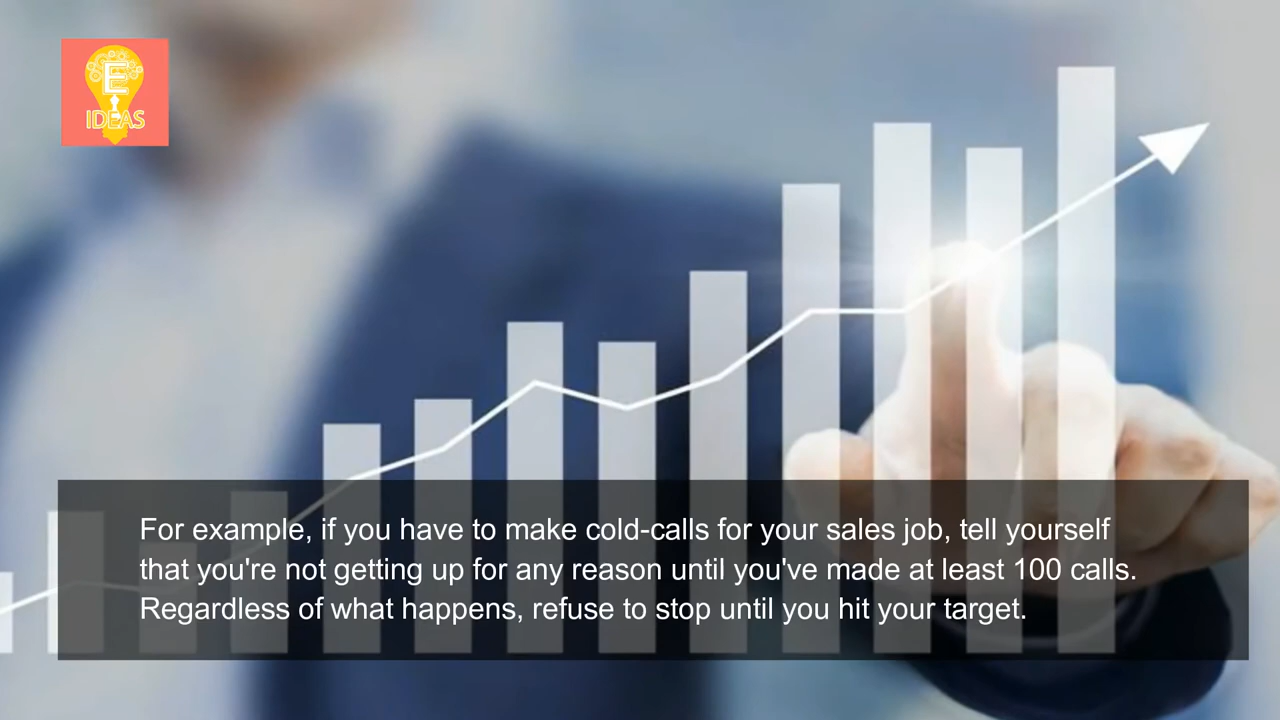 E
IDEAS
For example, if you have to make cold-calls for your sales job, tell yourself
that you're not getting up for any reason until you've made at least 100 calls.
Regardless of what happens, refuse to stop until you hit your target.